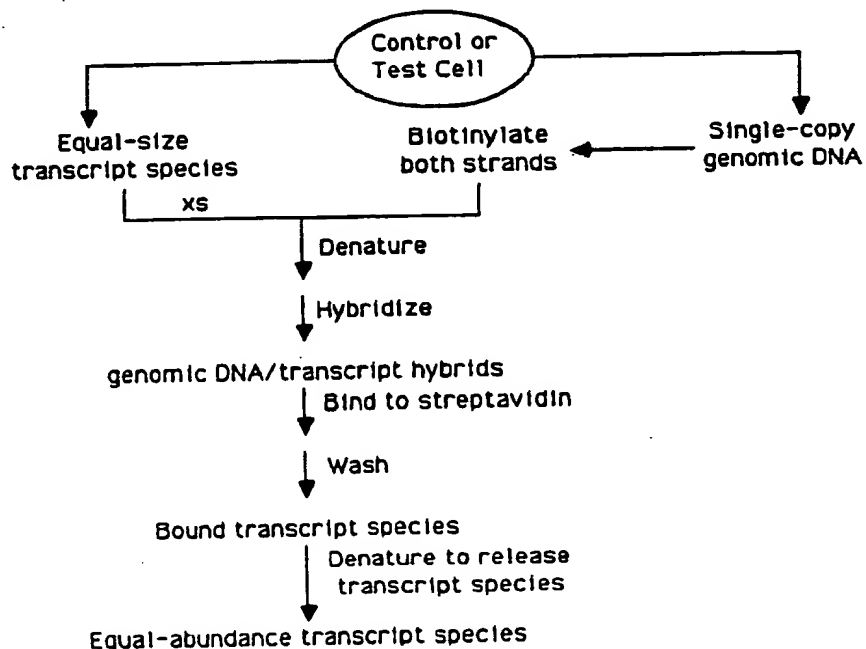 Control or
Test Cell
Equal-size
transcript species
Biotinylate
both strands
Single-copy
genomic DNA
xs
Denature
Hybridize
genomic DNA/transcript hybrids
Bind to streptavidin
Wash
Bound transcript species
Denature to release
transcript species
Equal-abundance transcript species